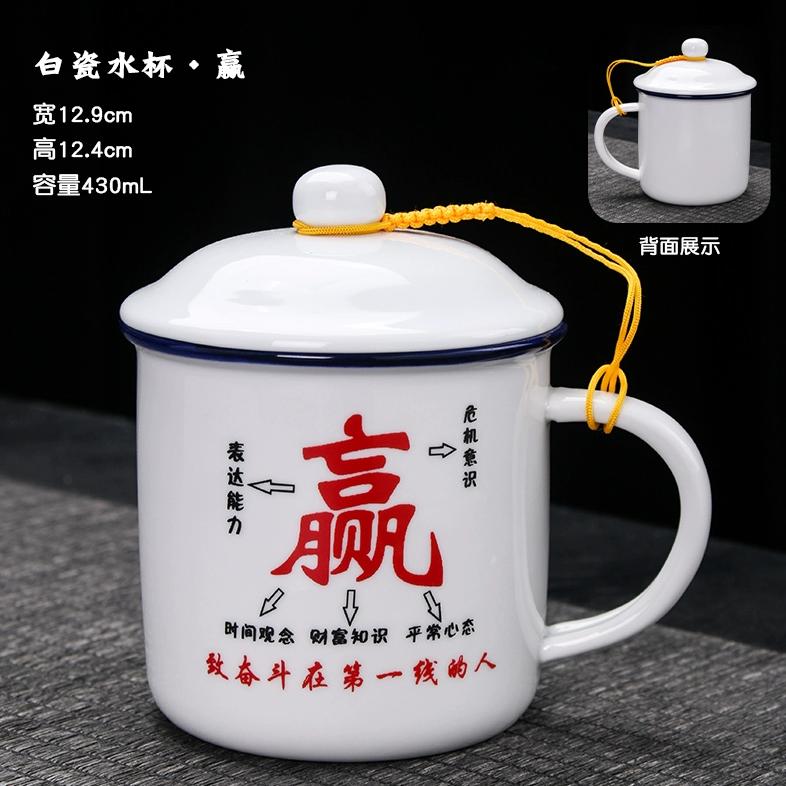 白瓷水杯·赢
宽12.9cm
高12.4cm
容量430mL
背面展示
危机意识
表达能力
赢
时间观念 财富知识 平常心态
致奋斗在第一线的人